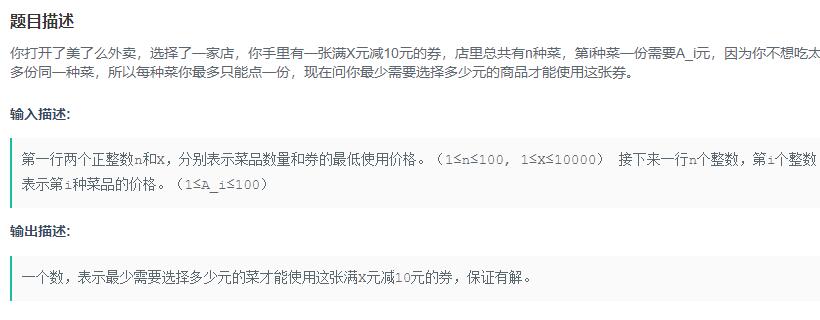 题目描述
你打开了美了么外卖，选择了一家店，你手里有一张满X元减10元的券，店里总共有n种菜，第i种菜一份需要A_i元，因为你不想吃太
多份同一种菜，所以每种菜你最多只能点一份，现在问你最少需要选择多少元的商品才能使用这张券。
输入描述:
第一行两个正整数n和X，分别表示菜品数量和券的最低使用价格。（1≤n≤100, 1≤X≤10000） 接下来一行n个整数，第i个整数
表示第i种菜品的价格。（1≤A_i≤100）
输出描述:
一个数，表示最少需要选择多少元的菜才能使用这张满X元减10元的券，保证有解。